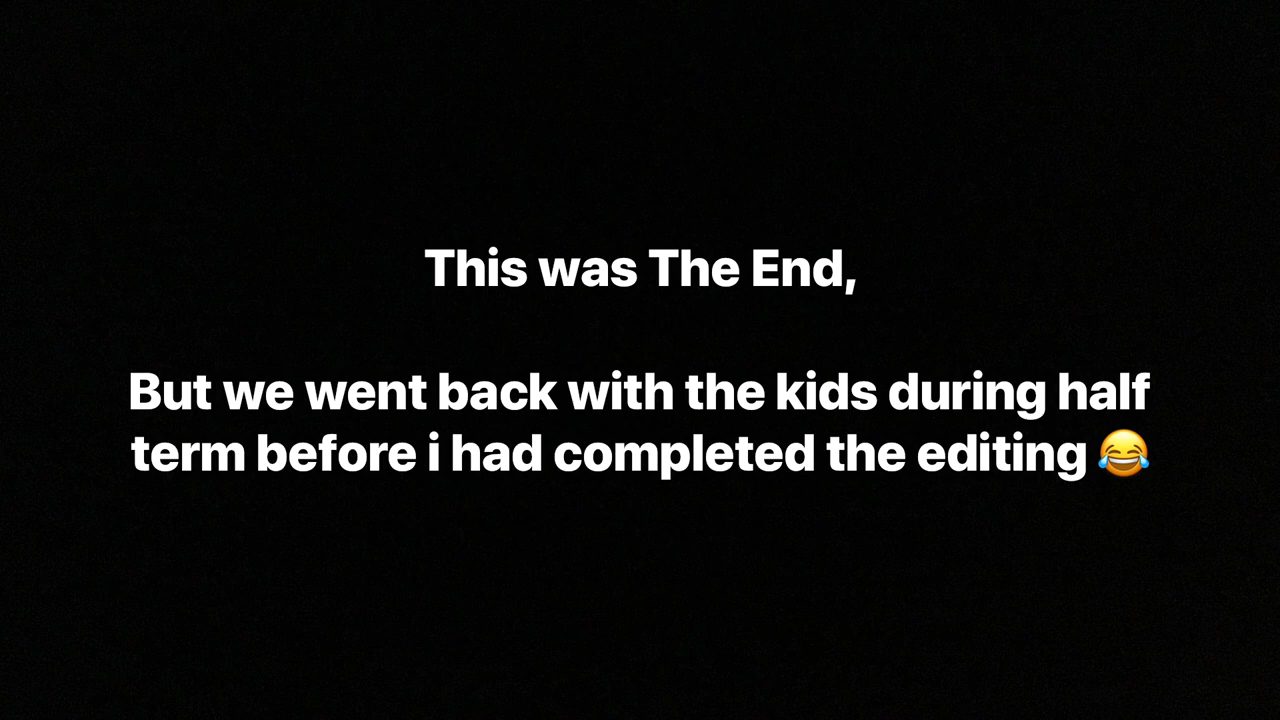 This was The End,
But we went back with the kids during half
term before i had completed the editing 😂